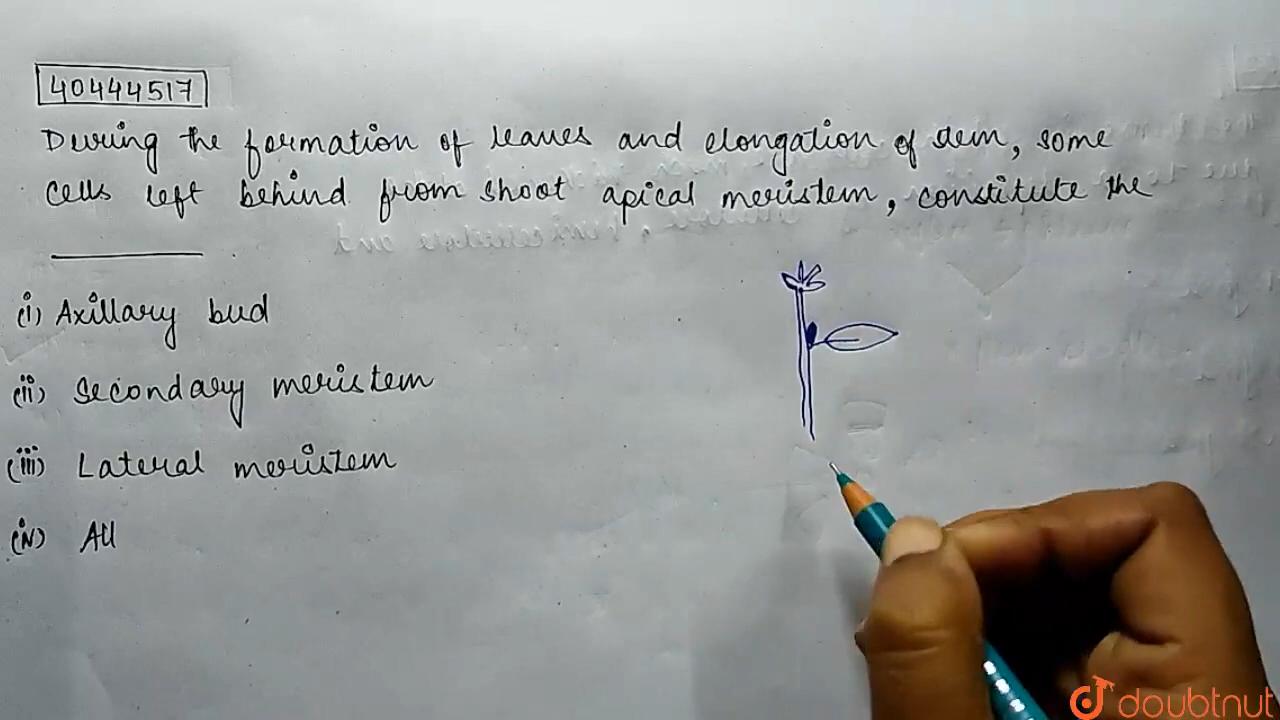 40444517
During the formation of leaves and elongation of stem, some
cells left behind from shoot apical meristem, constitute the
__________.
(i) Axillary bud
(ii) Secondary meristem
(iii) Lateral meristem
(iv) All
doubtnut